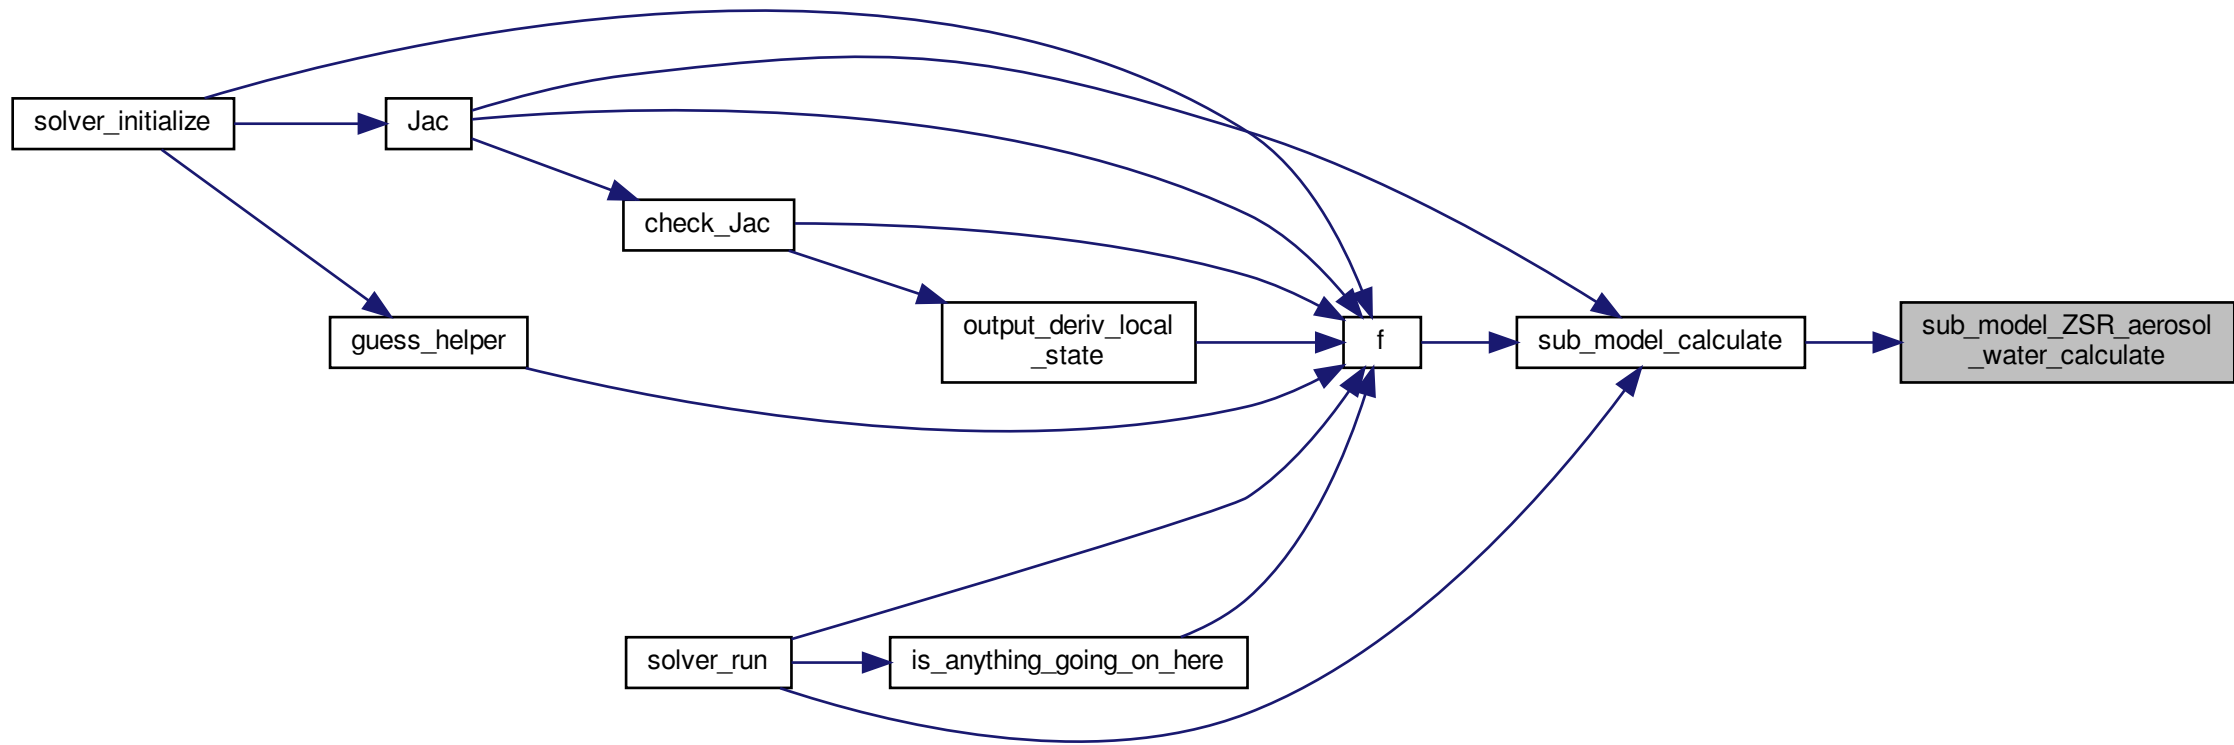 solver_initialize
Jac
check_Jac
guess_helper
output_deriv_local
_state
f
sub_model_calculate
sub_model_ZSR_aerosol
_water_calculate
solver_run
is_anything_going_on_here